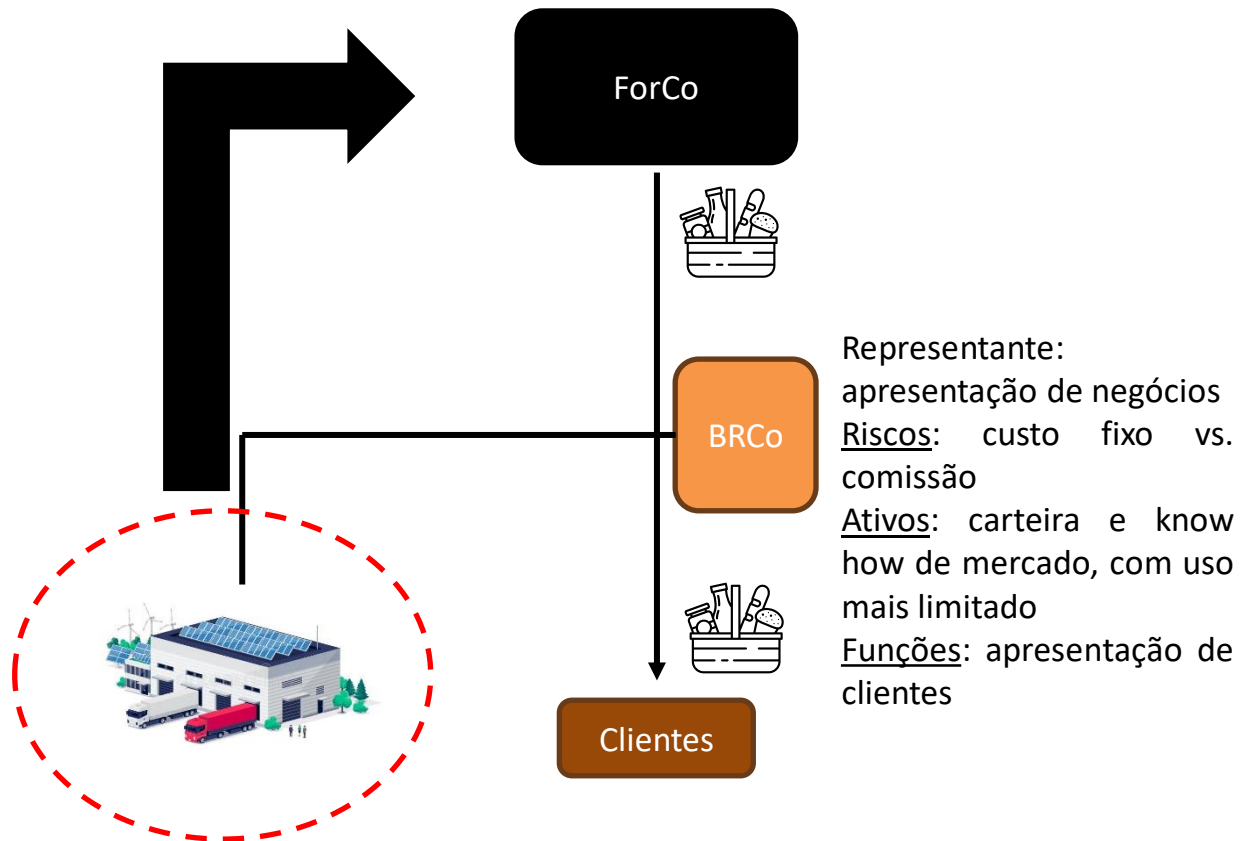 ForCo
BRCo
Representante:
apresentação de negócios
Riscos: custo fixo vs.
comissão
Ativos: carteira e know
how de mercado, com uso
mais limitado
Funções: apresentação de
clientes
Clientes